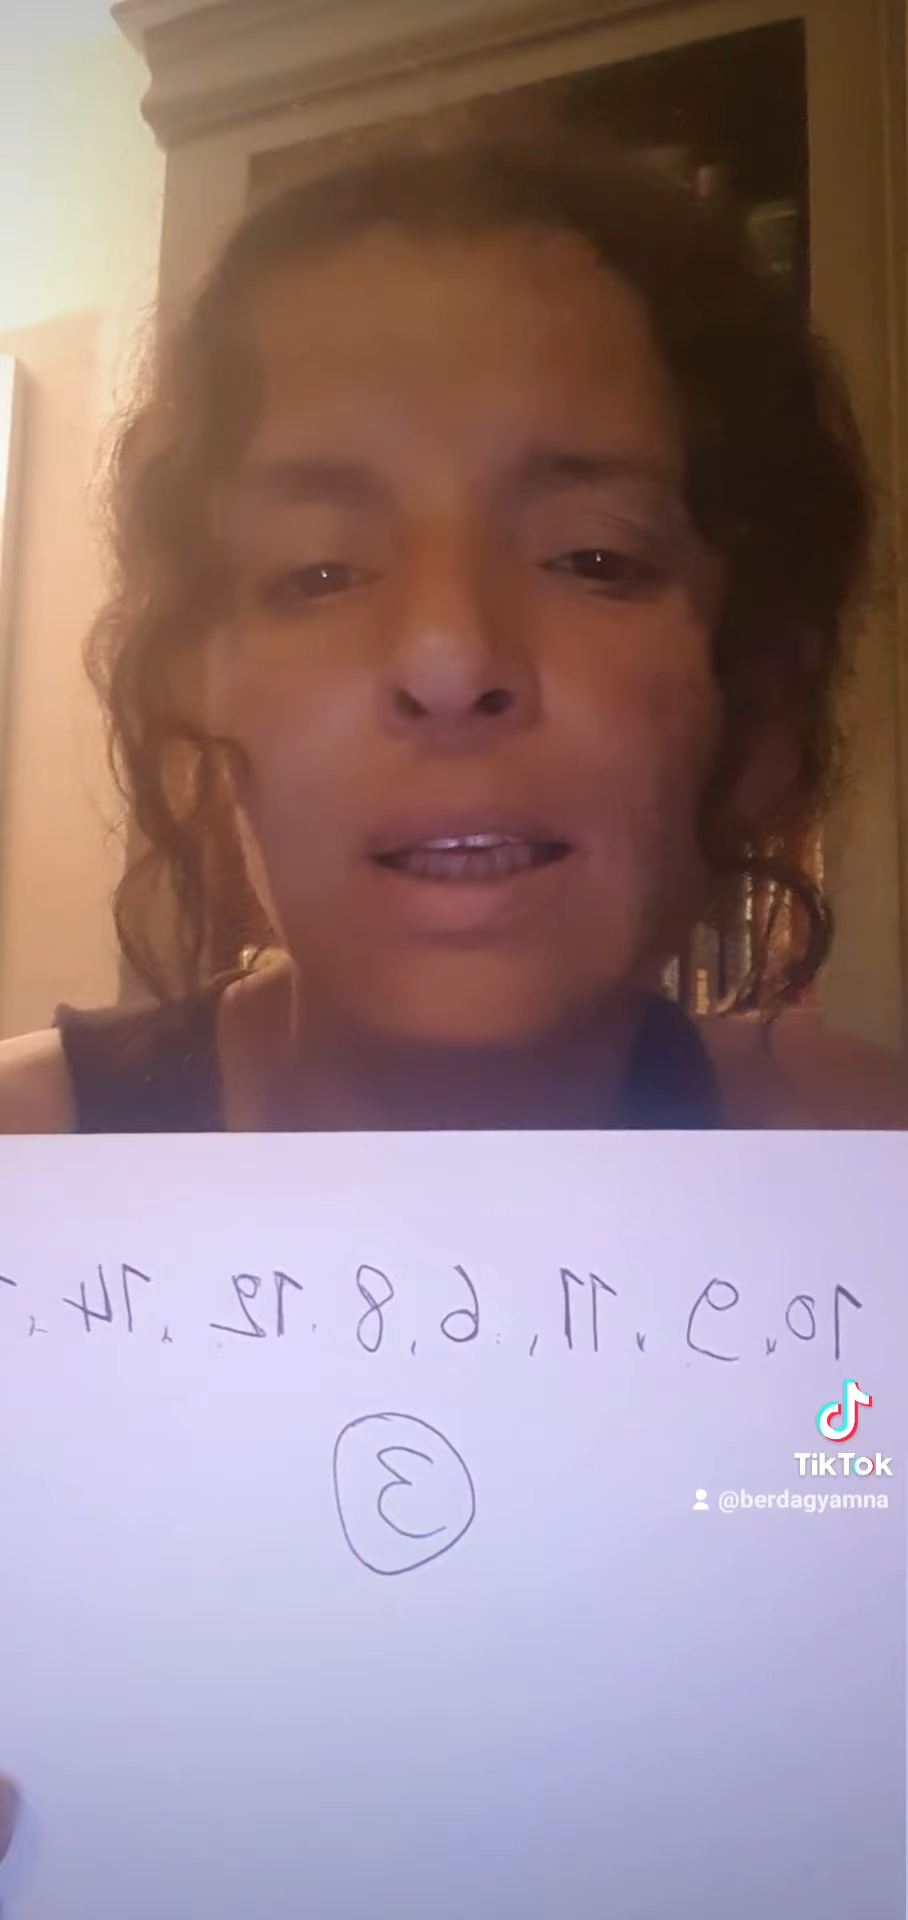 10, 9, 11, 6, 8, 12, 14,
3
TikTok
@berdagyamna